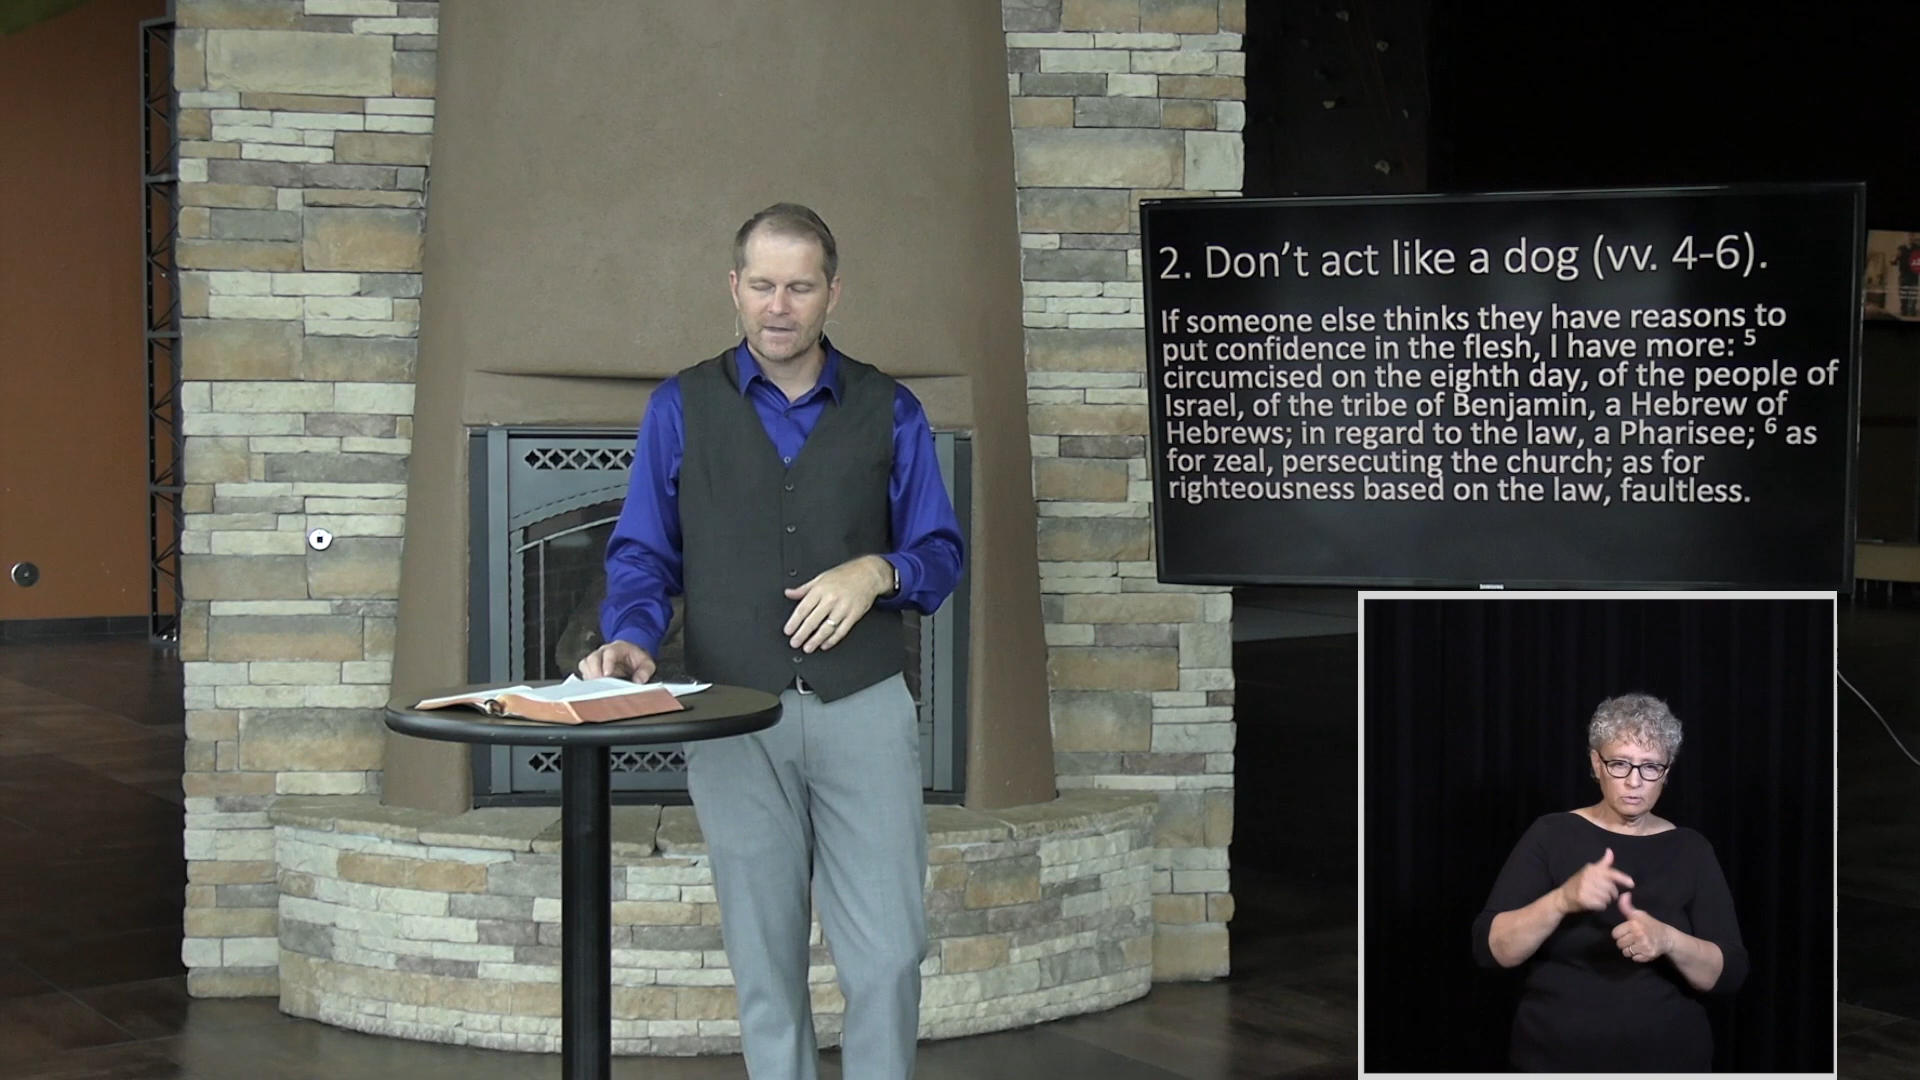 2. Don't act like a dog (vv. 4-6).
If someone else thinks they have reasons to
put confidence in the flesh, I have more: 5
circumcised on the eighth day, of the people of
Israel, of the tribe of Benjamin, a Hebrew of
Hebrews; in regard to the law, a Pharisee; 6 as
for zeal, persecuting the church; as for
righteousness based on the law, faultless.
SAMSUNG